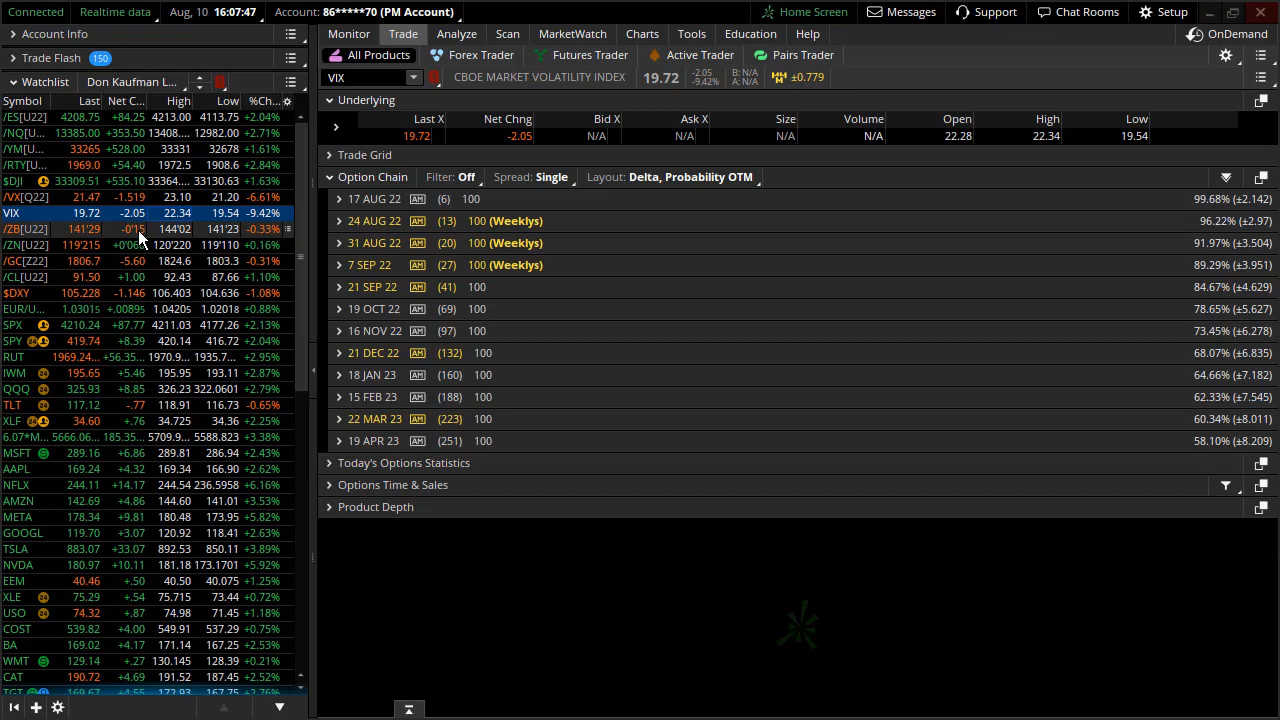 Connected Realtime data Aug, 10 16:07:47 Account: 86*****70 (PM Account) Home Screen Messages Support Chat Rooms Setup
Account Info
Trade Flash 150
Watchlist Don Kaufman L...
Symbol Last Net C... High Low %Ch...
/ES[U22] 4208.75 +84.25 4213.00 4113.75 +2.04%
/NQ[U... 13385.00 +353.50 13408.... 12982.00 +2.71%
/YM[U... 33265 +528.00 33331 32678 +1.61%
/RTY[U... 1969.0 +54.40 1972.5 1908.6 +2.84%
$DJI 33309.51 +535.10 33364.... 33130.63 +1.63%
/VX[Q22] 21.47 -1.519 23.10 21.20 -6.61%
VIX 19.72 -2.05 22.34 19.54 -9.42%
/ZB[U22] 141'29 -0'15 144'02 141'23 -0.33%
/ZN[U22] 119'215 120'220 119'110 +0.16%
/GC[Z22] 1806.7 -5.60 1824.6 1803.3 -0.31%
/CL[U22] 91.50 +1.00 92.43 87.66 +1.10%
$DXY 105.228 -1.146 106.403 104.636 -1.08%
EUR/U... 1.03015 +.00895 1.04205 1.02018 +0.88%
SPX 4210.24 +87.77 4211.03 4177.26 +2.13%
SPY 24 419.74 +8.39 420.14 416.72 +2.04%
RUT 1969.24... +56.35... 1970.9... 1935.7... +2.95%
IWM 24 195.65 +5.46 195.95 193.11 +2.87%
QQQ 24 325.93 +8.85 326.23 322.0601 +2.79%
TLT 24 117.12 -.77 118.91 116.73 -0.65%
XLF 24 34.60 +.76 34.725 34.36 +2.25%
6.07*M... 5666.06... 185.35... 5709.9... 5588.823 +3.38%
MSFT 289.16 +6.86 289.81 286.94 +2.43%
AAPL 169.24 +4.32 169.34 166.90 +2.62%
NFLX 244.11 +14.17 244.54 236.5958 +6.16%
AMZN 142.69 +4.86 144.60 141.01 +3.53%
META 178.34 +9.81 180.48 173.95 +5.82%
GOOGL 119.70 +3.07 120.92 118.41 +2.63%
TSLA 883.07 +33.07 892.53 850.11 +3.89%
NVDA 180.97 +10.11 181.18 173.1701 +5.92%
EEM 40.46 +.50 40.50 40.075 +1.25%
XLE 24 75.29 +.54 75.715 73.44 +0.72%
USO 24 74.32 +.87 74.98 71.45 +1.18%
COST 539.82 +4.00 549.91 537.29 +0.75%
BA 169.02 +4.17 171.14 167.25 +2.53%
WMT 129.14 +.27 130.145 128.39 +0.21%
CAT 190.72 +4.69 191.52 187.45 +2.52%
TGT 169.67 +4.55 172.93 167.75 +2.76%
Monitor Trade Analyze Scan MarketWatch Charts Tools Education Help OnDemand
All Products Forex Trader Futures Trader Active Trader Pairs Trader
VIX CBOE MARKET VOLATILITY INDEX 19.72 -2.05 -9.42% B: N/A A: N/A ±0.779
Underlying
Last X Net Chng Bid X Ask X Size Volume Open High Low
19.72 -2.05 N/A N/A N/A N/A 22.28 22.34 19.54
Trade Grid
Option Chain Filter: Off Spread: Single Layout: Delta, Probability OTM
17 AUG 22 AM (6) 100 99.68% (±2.142)
24 AUG 22 AM (13) 100 (Weeklys) 96.22% (±2.97)
31 AUG 22 AM (20) 100 (Weeklys) 91.97% (±3.504)
7 SEP 22 AM (27) 100 (Weeklys) 89.29% (±3.951)
21 SEP 22 AM (41) 100 84.67% (±4.629)
19 OCT 22 AM (69) 100 78.65% (±5.627)
16 NOV 22 AM (97) 100 73.45% (±6.278)
21 DEC 22 AM (132) 100 68.07% (±6.835)
18 JAN 23 AM (160) 100 64.66% (±7.182)
15 FEB 23 AM (188) 100 62.33% (±7.545)
22 MAR 23 AM (223) 100 60.34% (±8.011)
19 APR 23 AM (251) 100 58.10% (±8.209)
Today's Options Statistics
Options Time & Sales
Product Depth